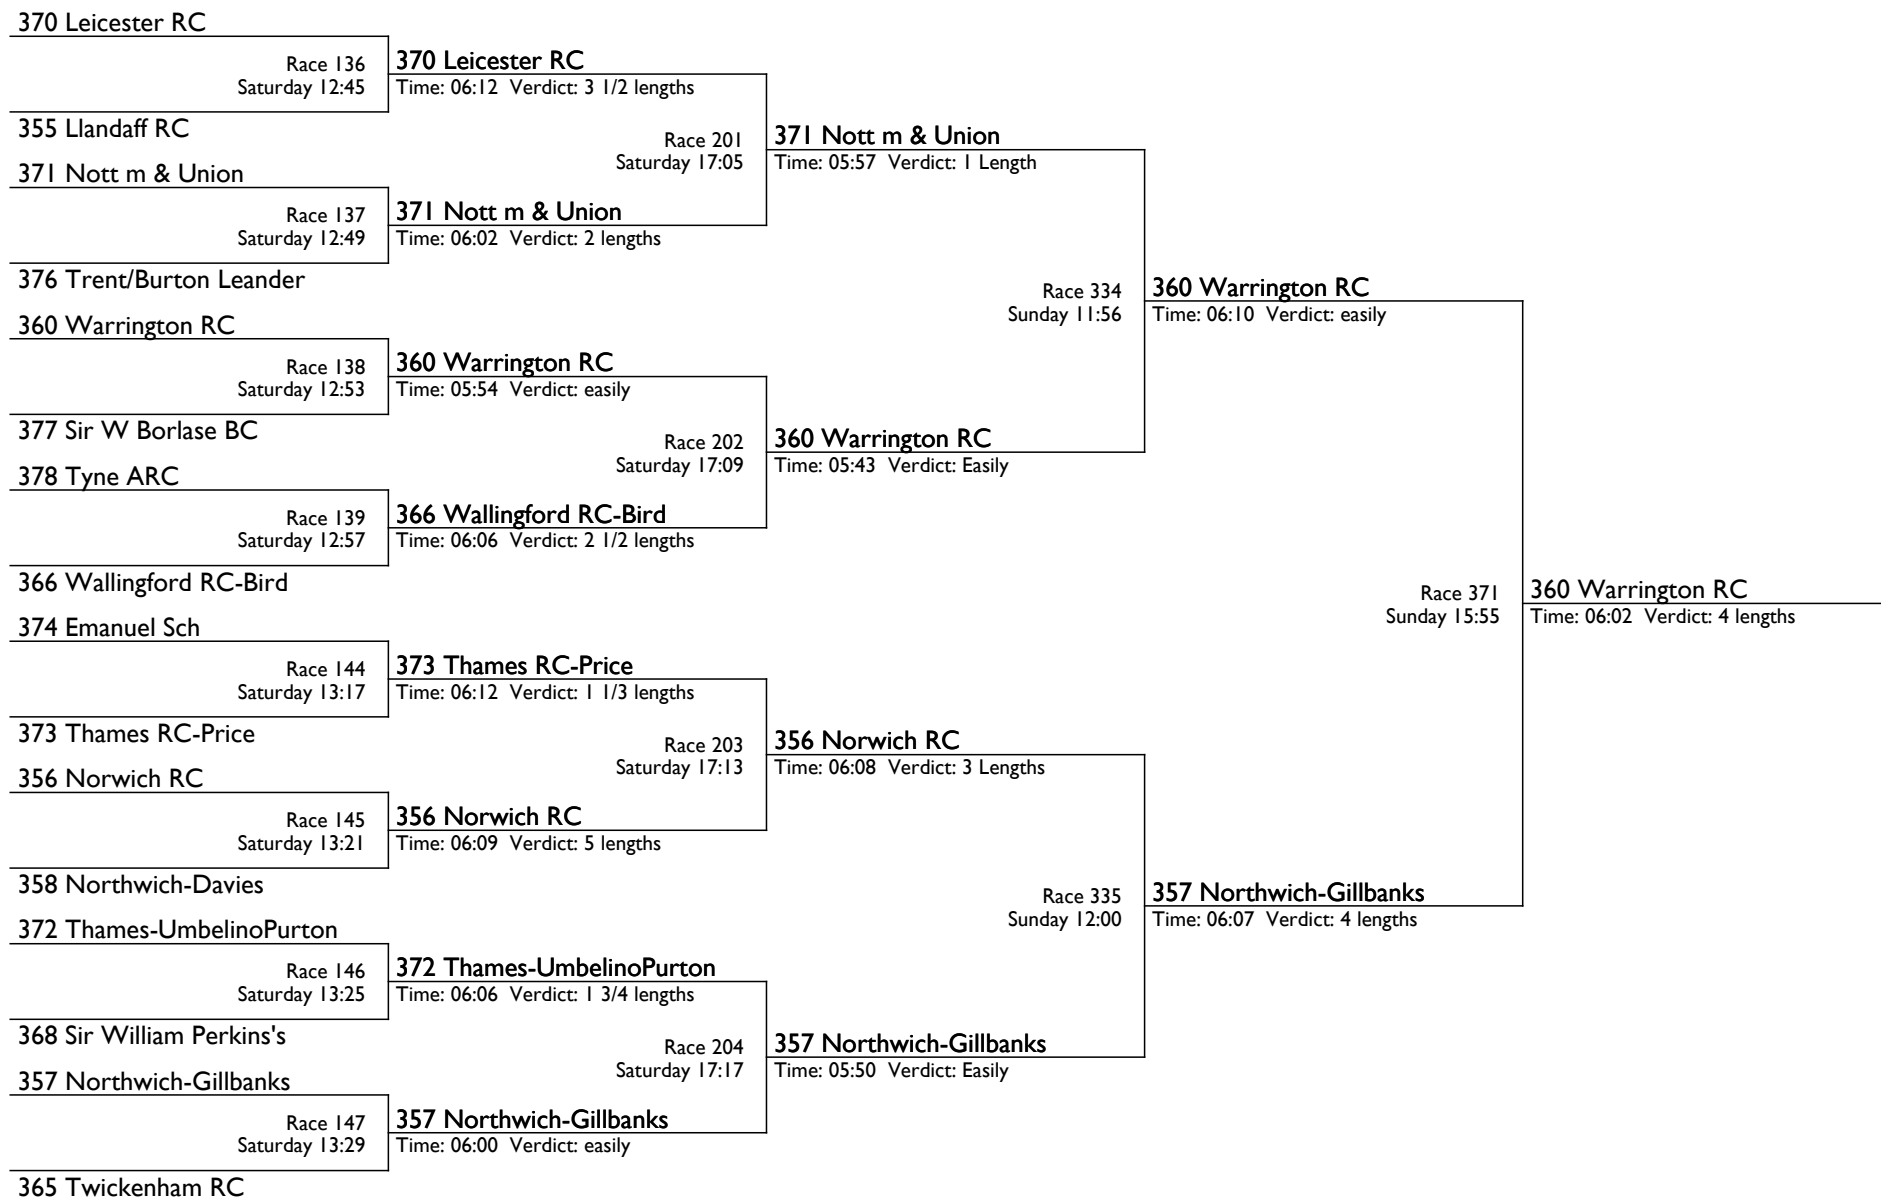 370 Leicester RC
Race 136
Saturday 12:45
355 Llandaff RC
370 Leicester RC
Time: 06:12 Verdict: 3 1/2 lengths
371 Nott m & Union
Race 137
Saturday 12:49
376 Trent/Burton Leander
371 Nott m & Union
Time: 06:02 Verdict: 2 lengths
Race 201
Saturday 17:05
371 Nott m & Union
Time: 05:57 Verdict: 1 Length
360 Warrington RC
Race 138
Saturday 12:53
377 Sir W Borlase BC
360 Warrington RC
Time: 05:54 Verdict: easily
378 Tyne ARC
Race 139
Saturday 12:57
366 Wallingford RC-Bird
366 Wallingford RC-Bird
Time: 06:06 Verdict: 2 1/2 lengths
Race 202
Saturday 17:09
360 Warrington RC
Time: 05:43 Verdict: Easily
Race 334
Sunday 11:56
360 Warrington RC
Time: 06:10 Verdict: easily
374 Emanuel Sch
Race 144
Saturday 13:17
373 Thames RC-Price
373 Thames RC-Price
Time: 06:12 Verdict: 1 1/3 lengths
356 Norwich RC
Race 145
Saturday 13:21
358 Northwich-Davies
356 Norwich RC
Time: 06:09 Verdict: 5 lengths
Race 203
Saturday 17:13
356 Norwich RC
Time: 06:08 Verdict: 3 Lengths
372 Thames-UmbelinoPurton
Race 146
Saturday 13:25
368 Sir William Perkins's
372 Thames-UmbelinoPurton
Time: 06:06 Verdict: 1 3/4 lengths
357 Northwich-Gillbanks
Race 147
Saturday 13:29
365 Twickenham RC
357 Northwich-Gillbanks
Time: 06:00 Verdict: easily
Race 204
Saturday 17:17
357 Northwich-Gillbanks
Time: 05:50 Verdict: Easily
Race 335
Sunday 12:00
357 Northwich-Gillbanks
Time: 06:07 Verdict: 4 lengths
Race 371
Sunday 15:55
360 Warrington RC
Time: 06:02 Verdict: 4 lengths